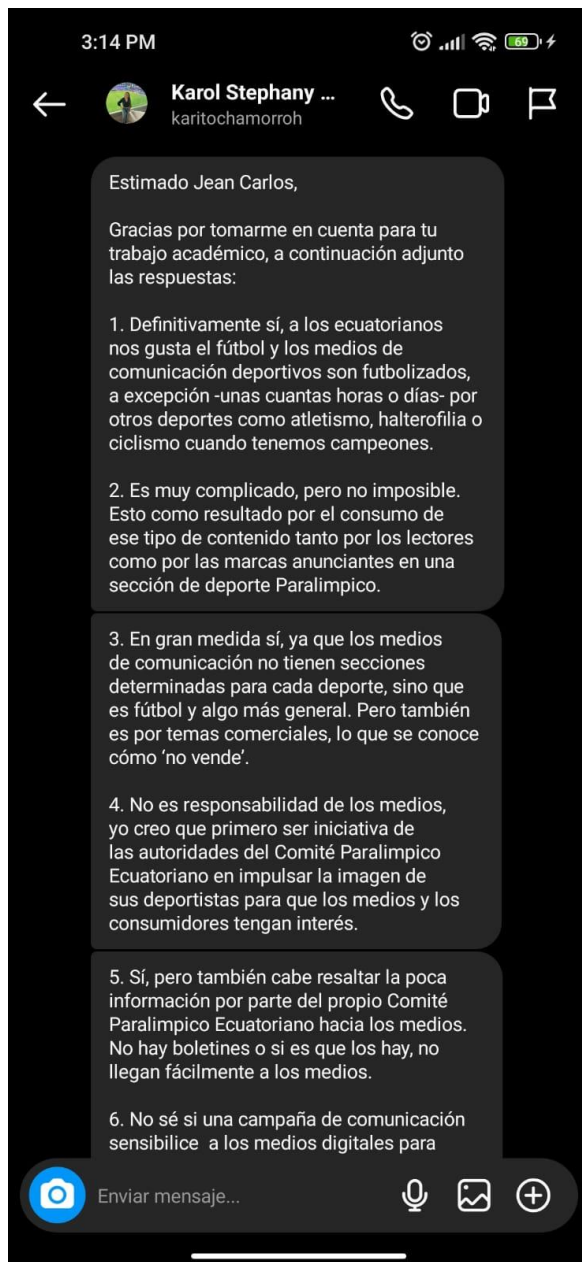 3:14 PM
69
Karol Stephany ...
karitochamorroh
Estimado Jean Carlos,
Gracias por tomarme en cuenta para tu
trabajo académico, a continuación adjunto
las respuestas:
1. Definitivamente sí, a los ecuatorianos
nos gusta el fútbol y los medios de
comunicación deportivos son futbolizados,
a excepción -unas cuantas horas o días- por
otros deportes como atletismo, halterofilia o
ciclismo cuando tenemos campeones.
2. Es muy complicado, pero no imposible.
Esto como resultado por el consumo de
ese tipo de contenido tanto por los lectores
como por las marcas anunciantes en una
sección de deporte Paralimpico.
3. En gran medida sí, ya que los medios
de comunicación no tienen secciones
determinadas para cada deporte, sino que
es fútbol y algo más general. Pero también
es por temas comerciales, lo que se conoce
cómo ‘no vende’.
4. No es responsabilidad de los medios,
yo creo que primero ser iniciativa de
las autoridades del Comité Paralimpico
Ecuatoriano en impulsar la imagen de
sus deportistas para que los medios y los
consumidores tengan interés.
5. Sí, pero también cabe resaltar la poca
información por parte del propio Comité
Paralimpico Ecuatoriano hacia los medios.
No hay boletines o si es que los hay, no
llegan fácilmente a los medios.
6. No sé si una campaña de comunicación
sensibilice  a los medios digitales para
Enviar mensaje...